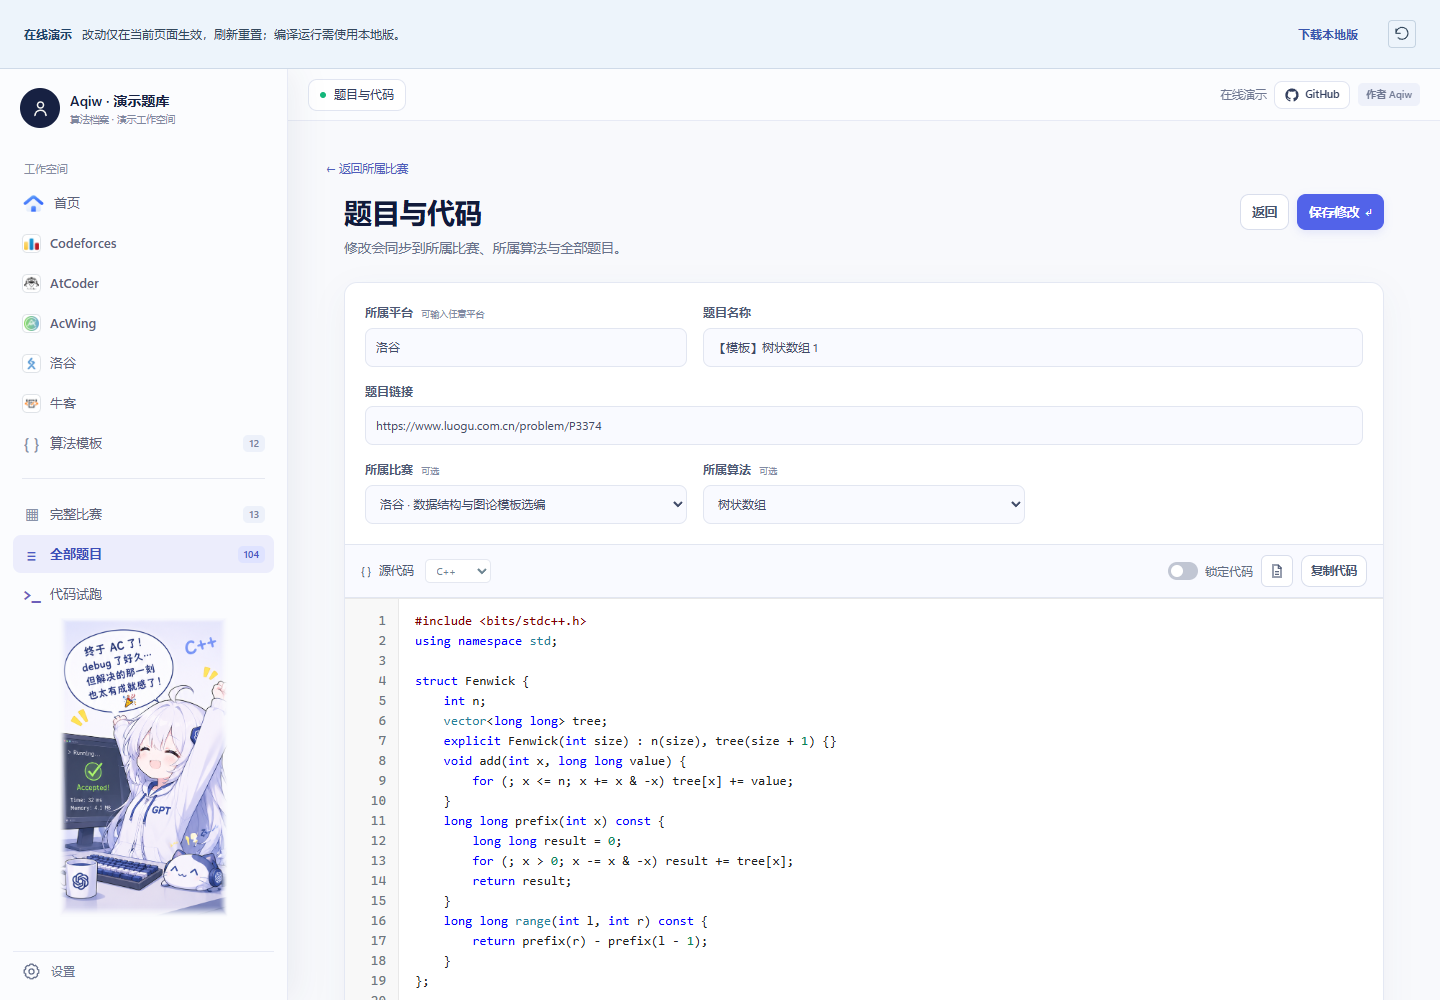 在线演示 改动仅在当前页面生效，刷新重置；编译运行需使用本地版。
下载本地版
Aqiw · 演示题库
算法档案 · 演示工作空间
工作空间
首页
Codeforces
AtCoder
AcWing
洛谷
牛客
{ } 算法模板 12
完整比赛 13
全部题目 104
>_ 代码试跑
终于 AC 了！
debug 了好久…
但解决的那一刻
也太有成就感了！
C++
> Running...
Accepted!
Time: 32 ms
Memory: 4.1 MB
GPT
设置
题目与代码
在线演示
GitHub
作者 Aqiw
← 返回所属比赛
题目与代码
修改会同步到所属比赛、所属算法与全部题目。
返回
保存修改 ↲
所属平台 可输入任意平台
题目名称
洛谷
【模板】树状数组 1
题目链接
https://www.luogu.com.cn/problem/P3374
所属比赛 可选
所属算法 可选
洛谷 · 数据结构与图论模板选编
树状数组
{ } 源代码 C++
锁定代码
复制代码
1 #include <bits/stdc++.h>
2 using namespace std;
3
4 struct Fenwick {
5 int n;
6 vector<long long> tree;
7 explicit Fenwick(int size) : n(size), tree(size + 1) {}
8 void add(int x, long long value) {
9 for (; x <= n; x += x & -x) tree[x] += value;
10 }
11 long long prefix(int x) const {
12 long long result = 0;
13 for (; x > 0; x -= x & -x) result += tree[x];
14 return result;
15 }
16 long long range(int l, int r) const {
17 return prefix(r) - prefix(l - 1);
18 }
19 };
20